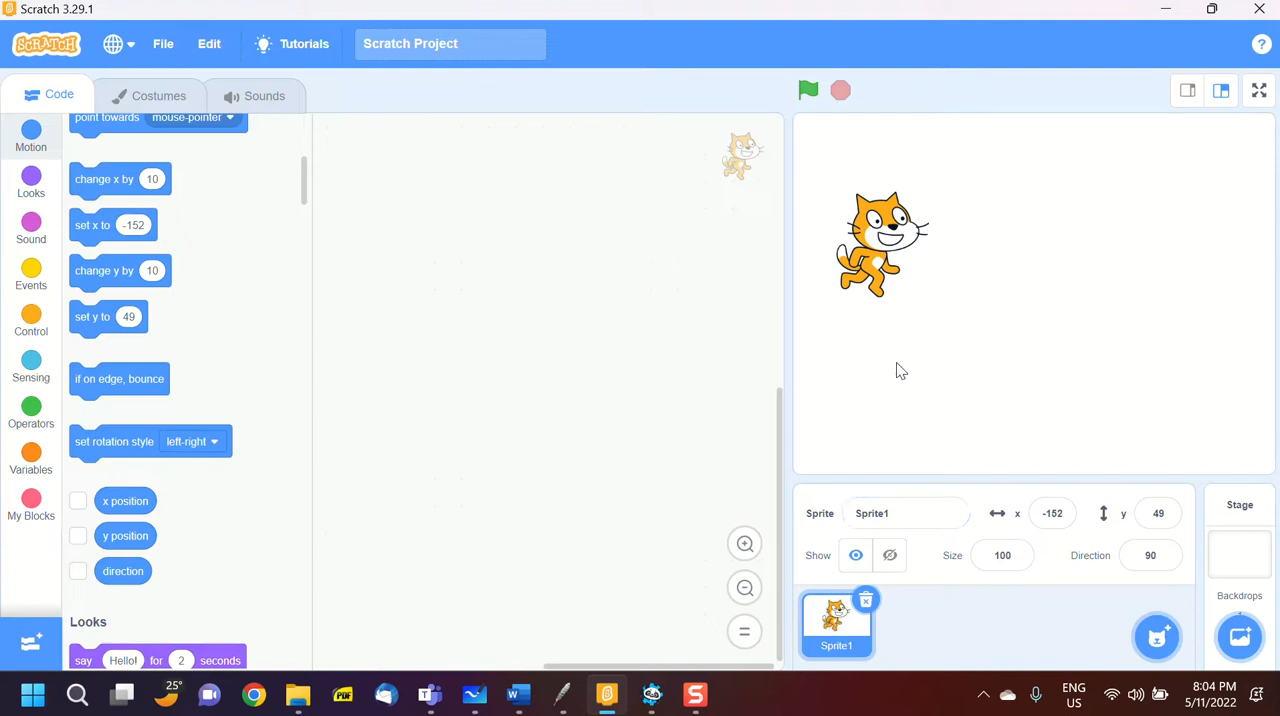 Scratch 3.29.1
SCRATCH File Edit Tutorials Scratch Project ?
Code Costumes Sounds
Motion
Looks
Sound
Events
Control
Sensing
Operators
Variables
My Blocks
point towards mouse-pointer
change x by 10
set x to -152
change y by 10
set y to 49
if on edge, bounce
set rotation style left-right
x position
y position
direction
Looks
say Hello! for 2 seconds
Sprite Sprite1 x -152 y 49
Show Size 100 Direction 90
Sprite1
Stage
Backdrops
25°
PDF
ENG
US
8:04 PM
5/11/2022